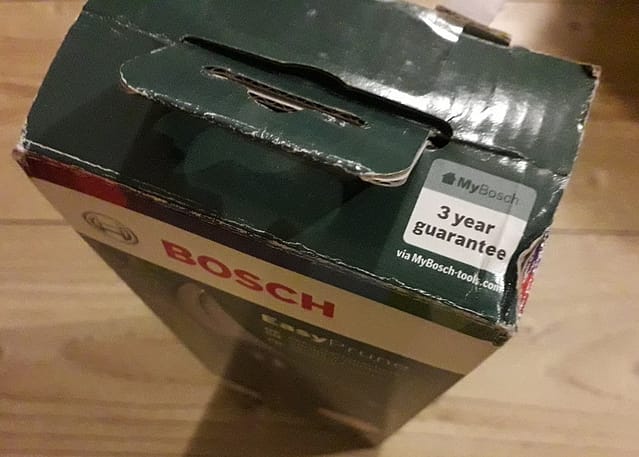 MyBosch
3 year
guarantee
via MyBosch-tools.com
BOSCH
EasyPrune